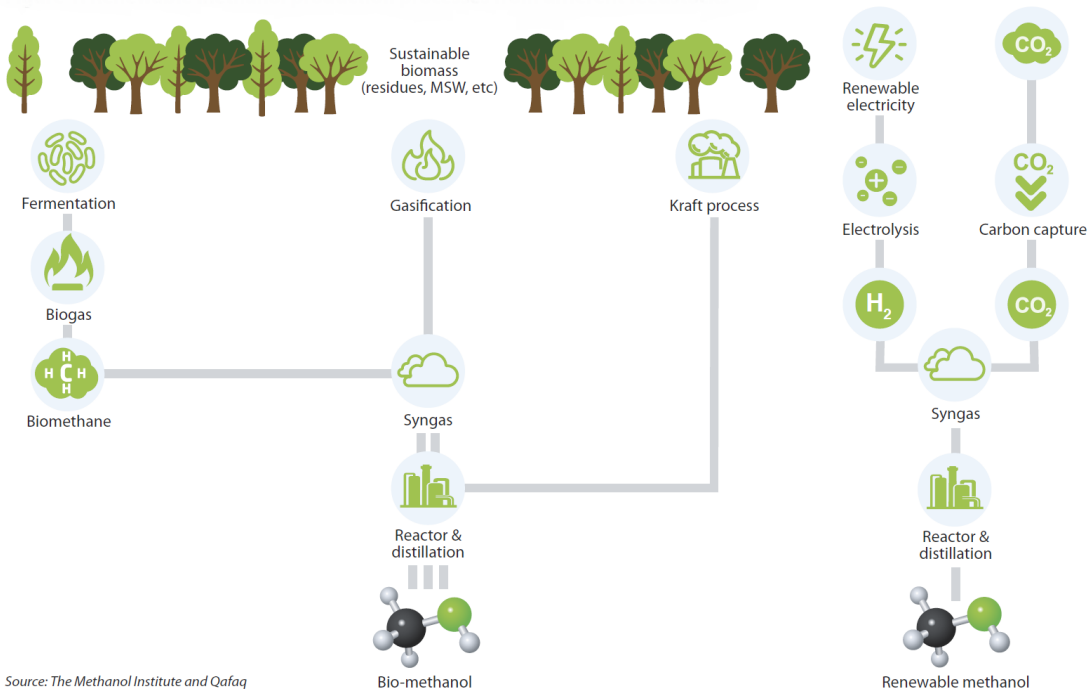 Sustainable
biomass
(residues, MSW, etc)
Renewable
electricity
CO₂
Fermentation
Gasification
Kraft process
CO₂
Electrolysis
Carbon capture
Biogas
H₂
CO₂
H
H C H
H
Biomethane
Syngas
Syngas
Reactor &
distillation
Reactor &
distillation
Bio-methanol
Renewable methanol
Source: The Methanol Institute and Qafaq